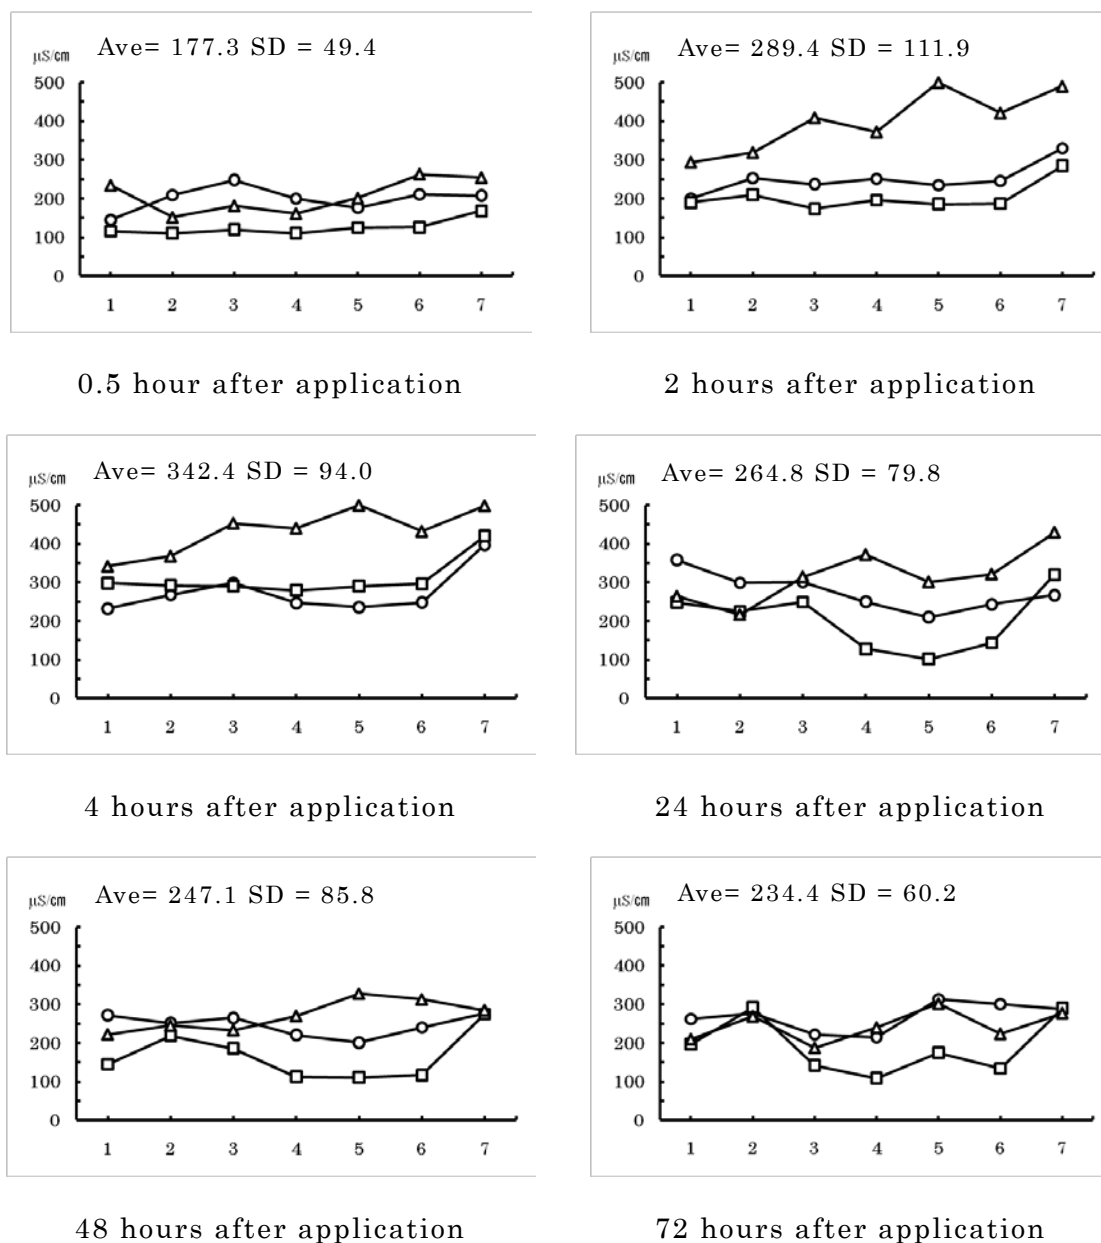 Ave= 177.3 SD = 49.4
μS/cm
500
400
300
200
100
0
1 2 3 4 5 6 7
0.5 hour after application
Ave= 289.4 SD = 111.9
μS/cm
500
400
300
200
100
0
1 2 3 4 5 6 7
2 hours after application
Ave= 342.4 SD = 94.0
μS/cm
500
400
300
200
100
0
1 2 3 4 5 6 7
4 hours after application
Ave= 264.8 SD = 79.8
μS/cm
500
400
300
200
100
0
1 2 3 4 5 6 7
24 hours after application
Ave= 247.1 SD = 85.8
μS/cm
500
400
300
200
100
0
1 2 3 4 5 6 7
48 hours after application
Ave= 234.4 SD = 60.2
μS/cm
500
400
300
200
100
0
1 2 3 4 5 6 7
72 hours after application